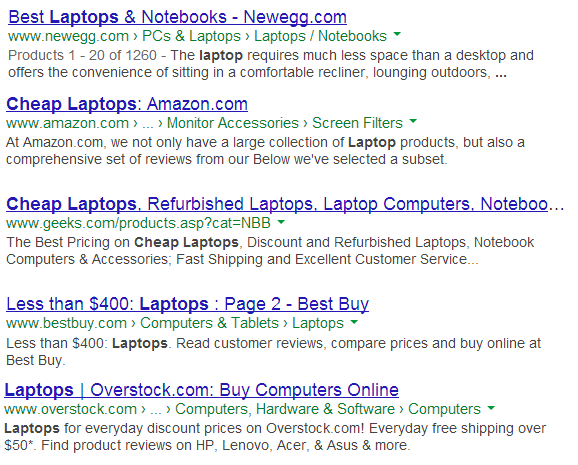 Best Laptops & Notebooks - Newegg.com
www.newegg.com › PCs & Laptops › Laptops / Notebooks
Products 1 - 20 of 1260 - The laptop requires much less space than a desktop and
offers the convenience of sitting in a comfortable recliner, lounging outdoors, ...
Cheap Laptops: Amazon.com
www.amazon.com › ... › Monitor Accessories › Screen Filters
At Amazon.com, we not only have a large collection of Laptop products, but also a
comprehensive set of reviews from our Below we've selected a subset.
Cheap Laptops, Refurbished Laptops, Laptop Computers, Noteboo...
www.geeks.com/products.asp?cat=NBB
The Best Pricing on Cheap Laptops, Discount and Refurbished Laptops, Notebook
Computers & Accessories; Fast Shipping and Excellent Customer Service...
Less than $400: Laptops : Page 2 - Best Buy
www.bestbuy.com › Computers & Tablets › Laptops
Less than $400: Laptops. Read customer reviews, compare prices and buy online at
Best Buy.
Laptops | Overstock.com: Buy Computers Online
www.overstock.com › ... › Computers, Hardware & Software › Computers
Laptops for everyday discount prices on Overstock.com! Everyday free shipping over
$50*. Find product reviews on HP, Lenovo, Acer, & Asus & more.